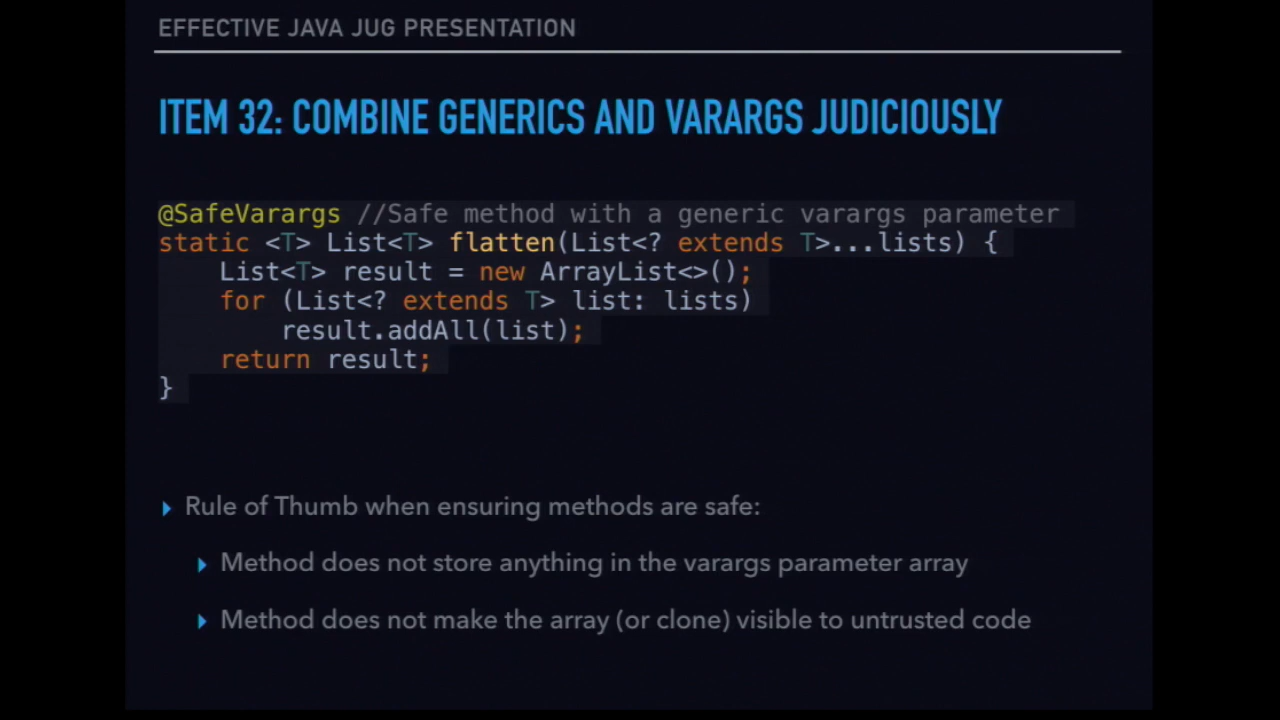 EFFECTIVE JAVA JUG PRESENTATION
ITEM 32: COMBINE GENERICS AND VARARGS JUDICIOUSLY
@SafeVarargs //Safe method with a generic varargs parameter
static <T> List<T> flatten(List<? extends T>...lists) {
    List<T> result = new ArrayList<>();
    for (List<? extends T> list: lists)
        result.addAll(list);
    return result;
}
Rule of Thumb when ensuring methods are safe:
Method does not store anything in the varargs parameter array
Method does not make the array (or clone) visible to untrusted code